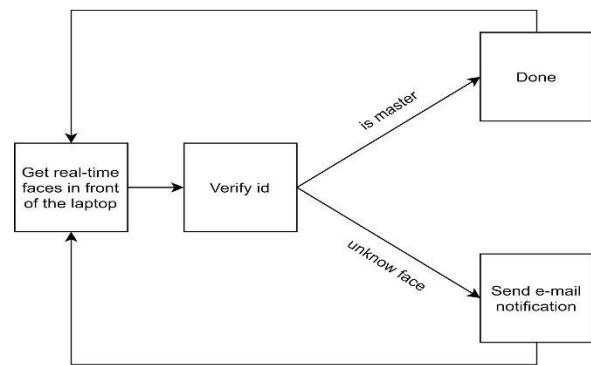 Done
is master
Get real-time
faces in front
of the laptop
Verify id
unknow face
Send e-mail
notification